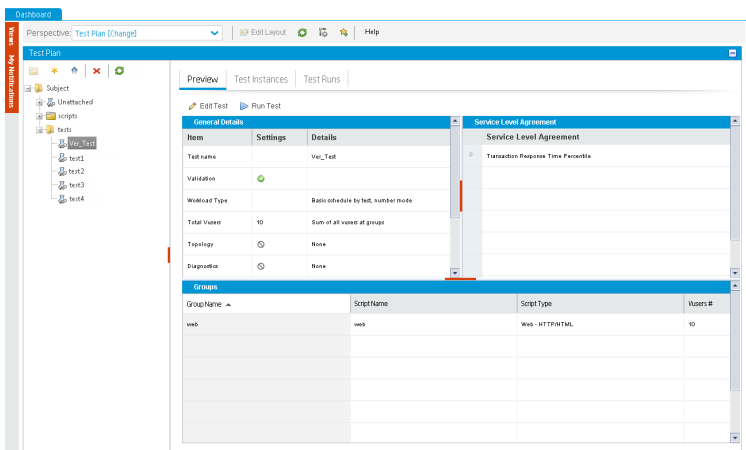 Dashboard
Perspective: Test Plan [Change] Edit Layout Help
Views
My Notifications
Test Plan
Subject
Unattached
scripts
tests
Ver_Test
test1
test2
test3
test4
Preview Test Instances Test Runs
Edit Test Run Test
General Details
Item Settings Details
Test name Ver_Test
Validation
Workload Type Basic schedule by test, number mode
Total Vusers 10 Sum of all vusers at groups
Topology None
Diagnostics None
Service Level Agreement
Service Level Agreement
Transaction Response Time Percentile
Groups
Group Name Script Name Script Type Vusers #
web web Web - HTTP/HTML 10